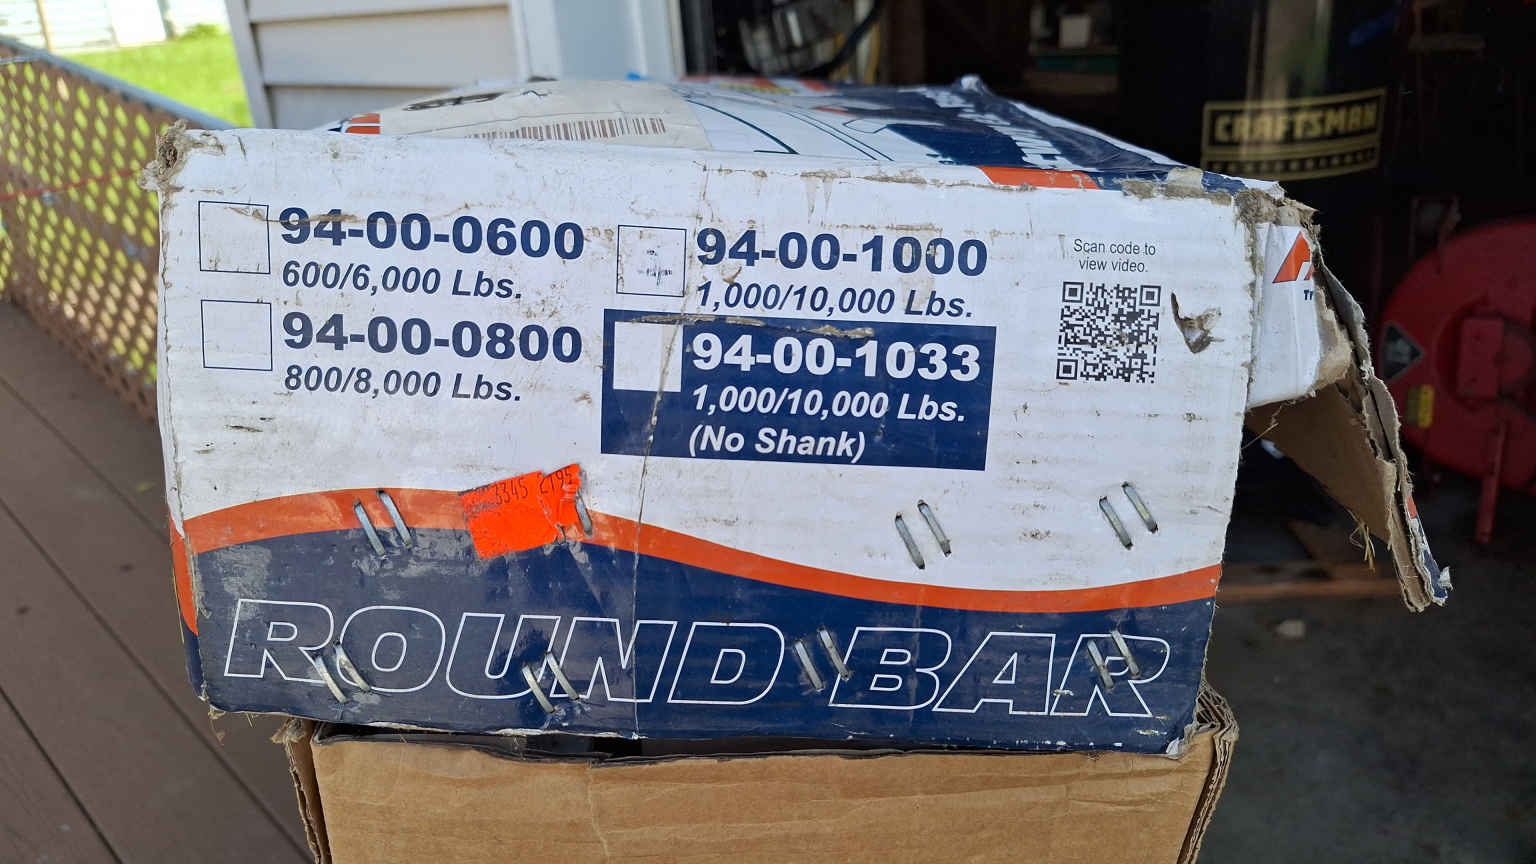 94-00-0600
600/6,000 Lbs.
94-00-0800
800/8,000 Lbs.
94-00-1000
1,000/10,000 Lbs.
94-00-1033
1,000/10,000 Lbs.
(No Shank)
Scan code to
view video.
3345
ROUND BAR
CRAFTSMAN
PROFESSIONAL